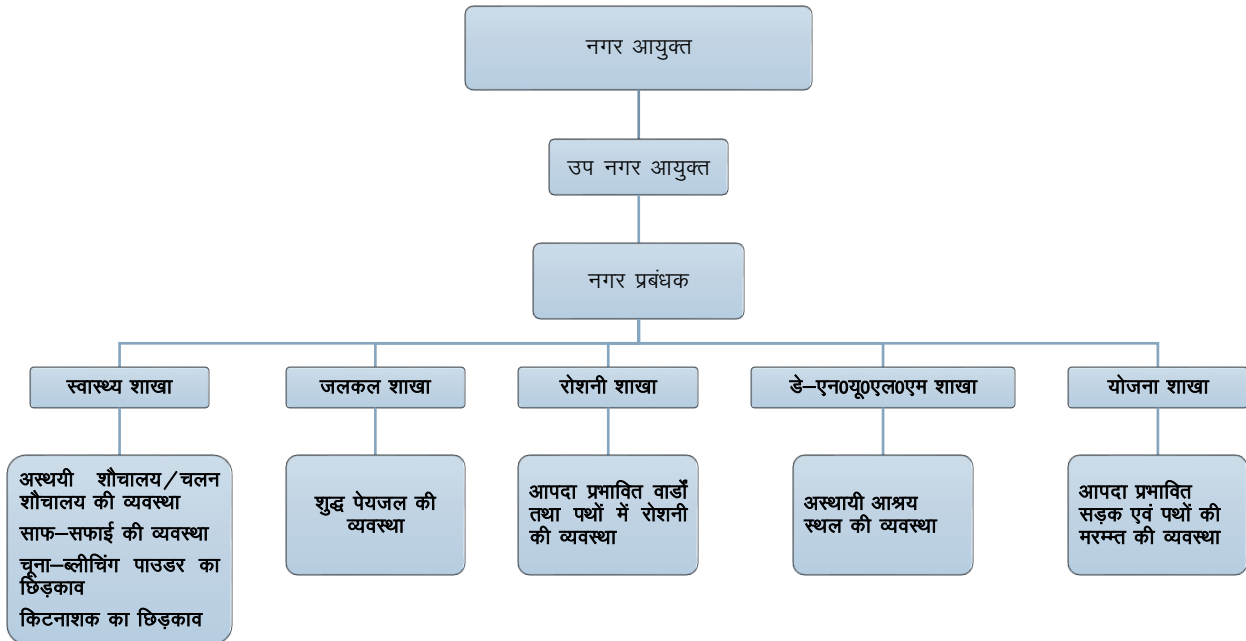 नगर आयुक्त
उप नगर आयुक्त
नगर प्रबंधक
स्वास्थ्य शाखा
जलकल शाखा
रोशनी शाखा
डे–एन0यू0एल0एम शाखा
योजना शाखा
अस्थयी शौचालय/चलन
शौचालय की व्यवस्था
साफ–सफाई की व्यवस्था
चूना–ब्लीचिंग पाउडर का
छिड़काव
किटनाशक का छिड़काव
शुद्ध पेयजल की
व्यवस्था
आपदा प्रभावित वार्डों
तथा पथों में रोशनी
की व्यवस्था
अस्थायी आश्रय
स्थल की व्यवस्था
आपदा प्रभावित
सड़क एवं पथों की
मरम्म्त की व्यवस्था